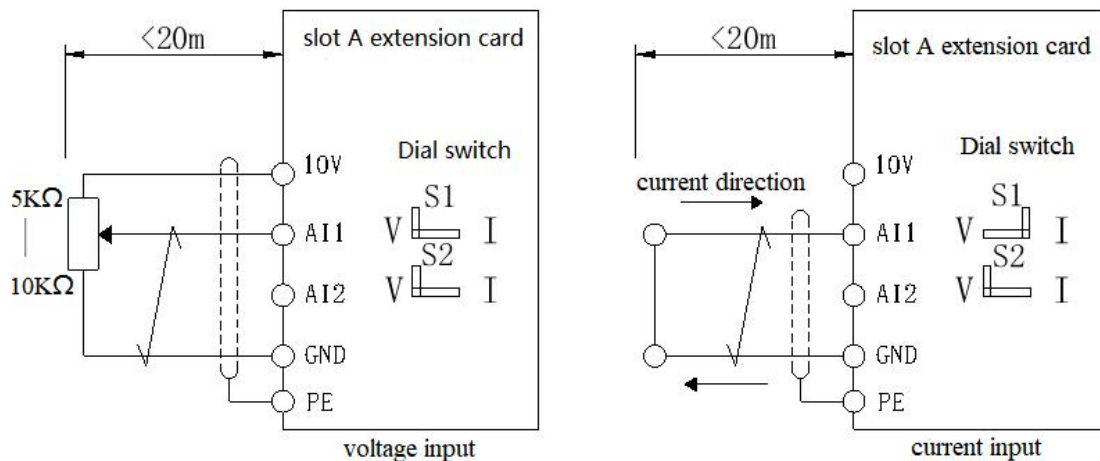 <20m
slot A extension card
10V
Dial switch
5KΩ
S1
AI1
V I
S2
10KΩ
AI2
V I
GND
PE
voltage input
<20m
slot A extension card
10V
Dial switch
current direction
S1
AI1
V I
S2
AI2
V I
GND
PE
current input